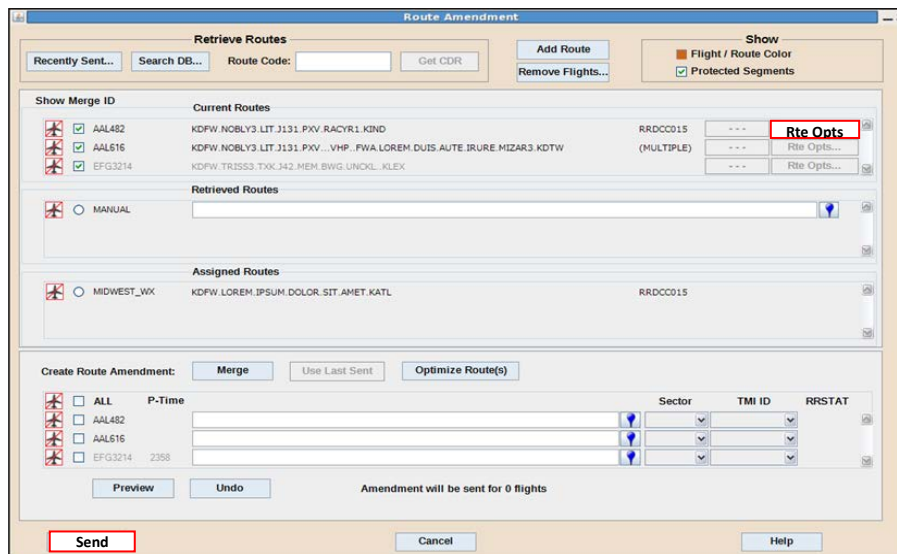 Route Amendment
Retrieve Routes
Show
Recently Sent... Search DB... Route Code: Get CDR
Add Route
Remove Flights...
Flight / Route Color
Protected Segments
Show Merge ID
Current Routes
AAL482 KDFW.NOBLY3.LIT.J131.PXV.RACYR1.KIND RRDCC015 --- Rte Opts
AAL616 KDFW.NOBLY3.LIT.J131.PXV...VHP..FWA.LOREM.DUIS.AUTE.IRURE.MIZAR3.KDTW (MULTIPLE) --- Rte Opts...
EFG3214 KDFW.TRISS3.TXK.J42.MEM.BWG.UNCKL..KLEX --- Rte Opts...
Retrieved Routes
MANUAL
Assigned Routes
MIDWEST_WX KDFW.LOREM.IPSUM.DOLOR.SIT.AMET.KATL RRDCC015
Create Route Amendment: Merge Use Last Sent Optimize Route(s)
ALL P-Time Sector TMI ID RRSTAT
AAL482
AAL616
EFG3214 2358
Preview Undo Amendment will be sent for 0 flights
Send Cancel Help